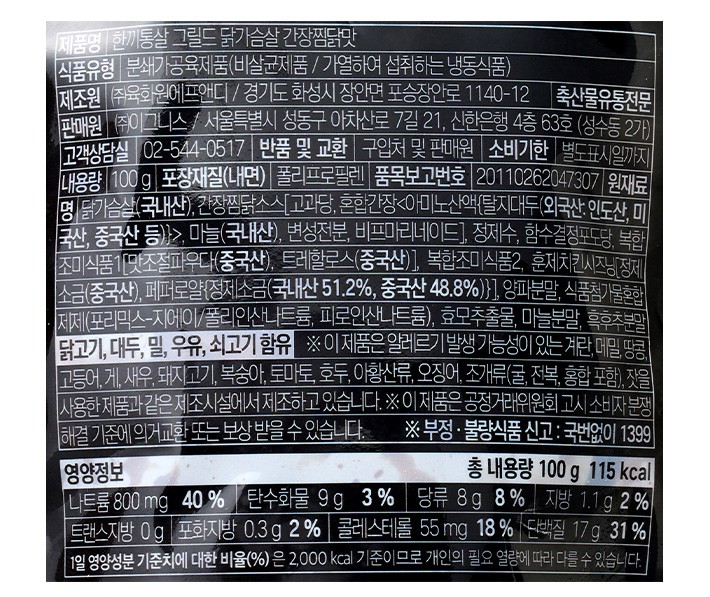 제품명 한끼통살 그릴드 닭가슴살 간장찜닭맛
식품유형 분쇄가공육제품(비살균제품 / 가열하여 섭취하는 냉동식품)
제조원 ㈜육화원에프앤디 / 경기도 화성시 장안면 포승장안로 1140-12 축산물유통전문
판매원 ㈜이그니스 / 서울특별시 성동구 아차산로 7길 21, 신한은행 4층 63호 (성수동 2가)
고객상담실 02-544-0517 반품 및 교환 구입처 및 판매원 소비기한 별도표시일까지
내용량 100 g 포장재질(내면) 폴리프로필렌 품목보고번호 20110262047307 원재료
명 닭가슴살(국내산), 간장찜닭소스[고과당, 혼합간장<아미노산액(탈지대두(외국산: 인도산, 미
국산, 중국산 등))> 마늘(국내산), 변성전분, 비프마리네이드], 정제수, 함수결정포도당, 복합
조미식품1[맛조절파우다(중국산), 트레할로스(중국산)], 복합조미식품2, 훈제치킨시즈닝[정제
소금(중국산), 페퍼로얄{정제소금(국내산 51.2%, 중국산 48.8%)}], 양파분말, 식품첨가물혼합
제제(포리믹스-지에이/폴리인산나트륨, 피로인산나트륨), 효모추출물, 마늘분말, 후추분말
닭고기, 대두, 밀, 우유, 쇠고기 함유 ※ 이 제품은 알레르기 발생 가능성이 있는 계란, 메밀, 땅콩,
고등어, 게, 새우, 돼지고기, 복숭아, 토마토, 호두, 아황산류, 오징어, 조개류(굴, 전복, 홍합 포함), 잣을
사용한 제품과 같은 제조시설에서 제조하고 있습니다. ※ 이 제품은 공정거래위원회 고시 소비자 분쟁
해결 기준에 의거 교환 또는 보상 받을 수 있습니다. ※ 부정 · 불량식품 신고 : 국번없이 1399
영양정보 총 내용량 100 g 115 kcal
나트륨 800 mg 40 % 탄수화물 9 g 3 % 당류 8 g 8 % 지방 1.1 g 2 %
트랜스지방 0 g 포화지방 0.3 g 2 % 콜레스테롤 55 mg 18 % 단백질 17 g 31 %
1일 영양성분 기준치에 대한 비율(%) 은 2,000 kcal 기준이므로 개인의 필요 열량에 따라 다를 수 있습니다.